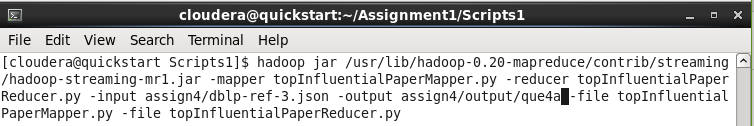 cloudera@quickstart:~/Assignment1/Scripts1
File Edit View Search Terminal Help
[cloudera@quickstart Scripts1]$ hadoop jar /usr/lib/hadoop-0.20-mapreduce/contrib/streaming
/hadoop-streaming-mr1.jar -mapper topInfluentialPaperMapper.py -reducer topInfluentialPaper
Reducer.py -input assign4/dblp-ref-3.json -output assign4/output/que4a -file topInfluential
PaperMapper.py -file topInfluentialPaperReducer.py